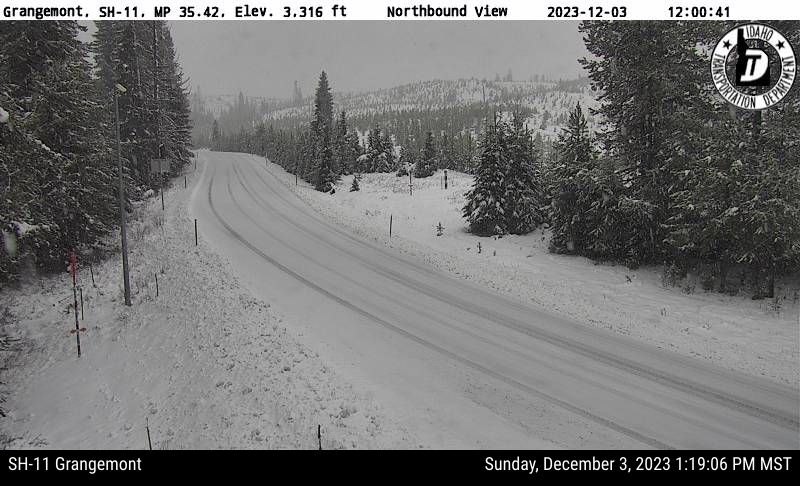 Grangemont, SH-11, MP 35.42, Elev. 3,316 ft Northbound View 2023-12-03 12:00:41
IDAHO
TRANSPORTATION DEPARTMENT
SH-11 Grangemont Sunday, December 3, 2023 1:19:06 PM MST